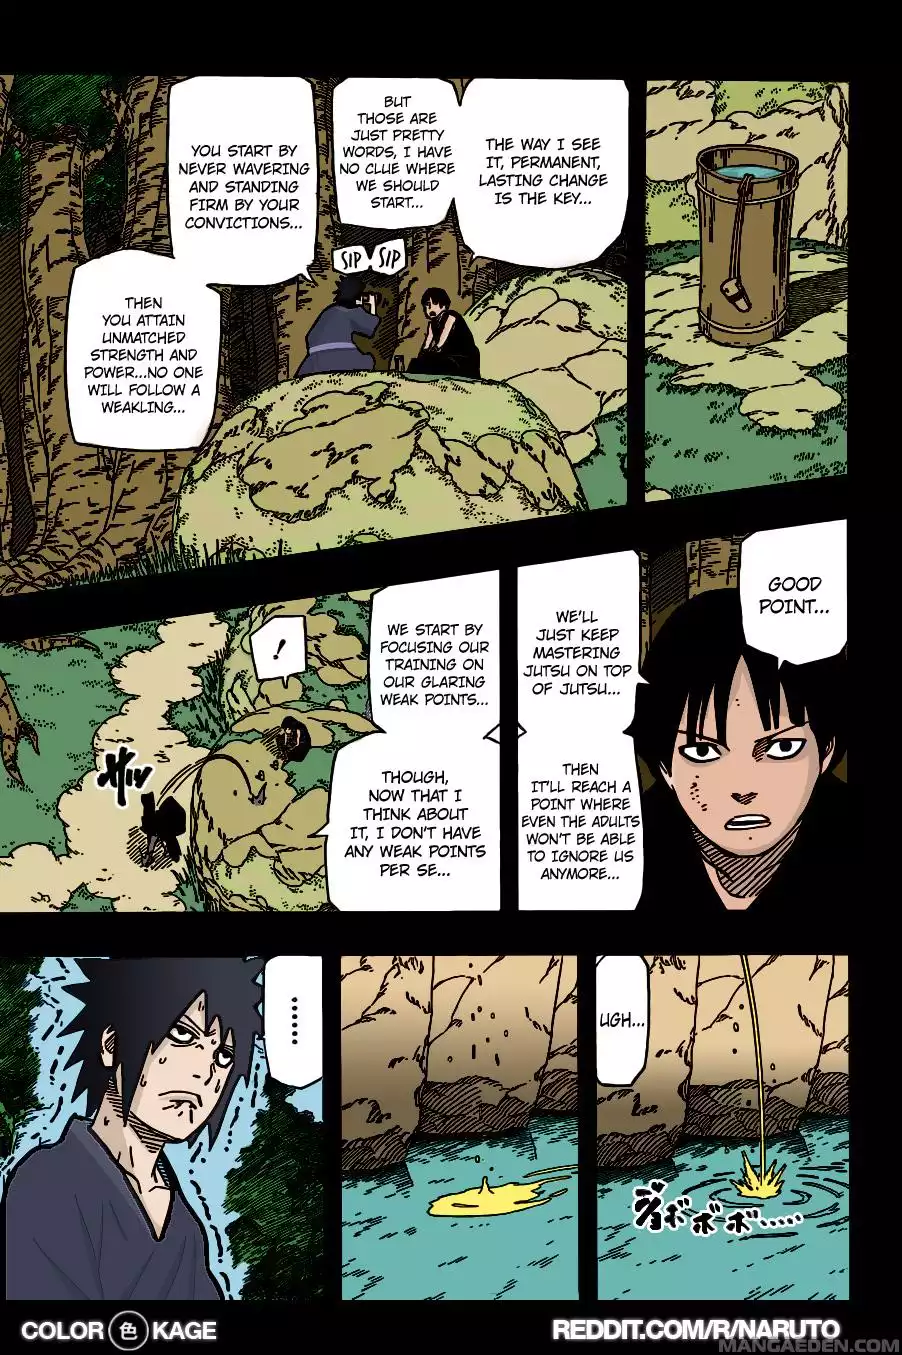 THE WAY I SEE
IT, PERMANENT,
LASTING CHANGE
IS THE KEY...
BUT
THOSE ARE
JUST PRETTY
WORDS, I HAVE
NO CLUE WHERE
WE SHOULD
START...
SIP SIP
YOU START BY
NEVER WAVERING
AND STANDING
FIRM BY YOUR
CONVICTIONS...
THEN
YOU ATTAIN
UNMATCHED
STRENGTH AND
POWER...NO ONE
WILL FOLLOW A
WEAKLING...
GOOD
POINT...
WE'LL
JUST KEEP
MASTERING
JUTSU ON TOP
OF JUTSU...
THEN
IT'LL REACH A
POINT WHERE
EVEN THE ADULTS
WON'T BE ABLE
TO IGNORE US
ANYMORE...
WE START BY
FOCUSING OUR
TRAINING ON
OUR GLARING
WEAK POINTS...
THOUGH,
NOW THAT I
THINK ABOUT
IT, I DON'T HAVE
ANY WEAK POINTS
PER SE...
!
UGH...
ジョボボボ.....
......
COLOR 色 KAGE
REDDIT.COM/R/NARUTO
MANGAEDEN.COM